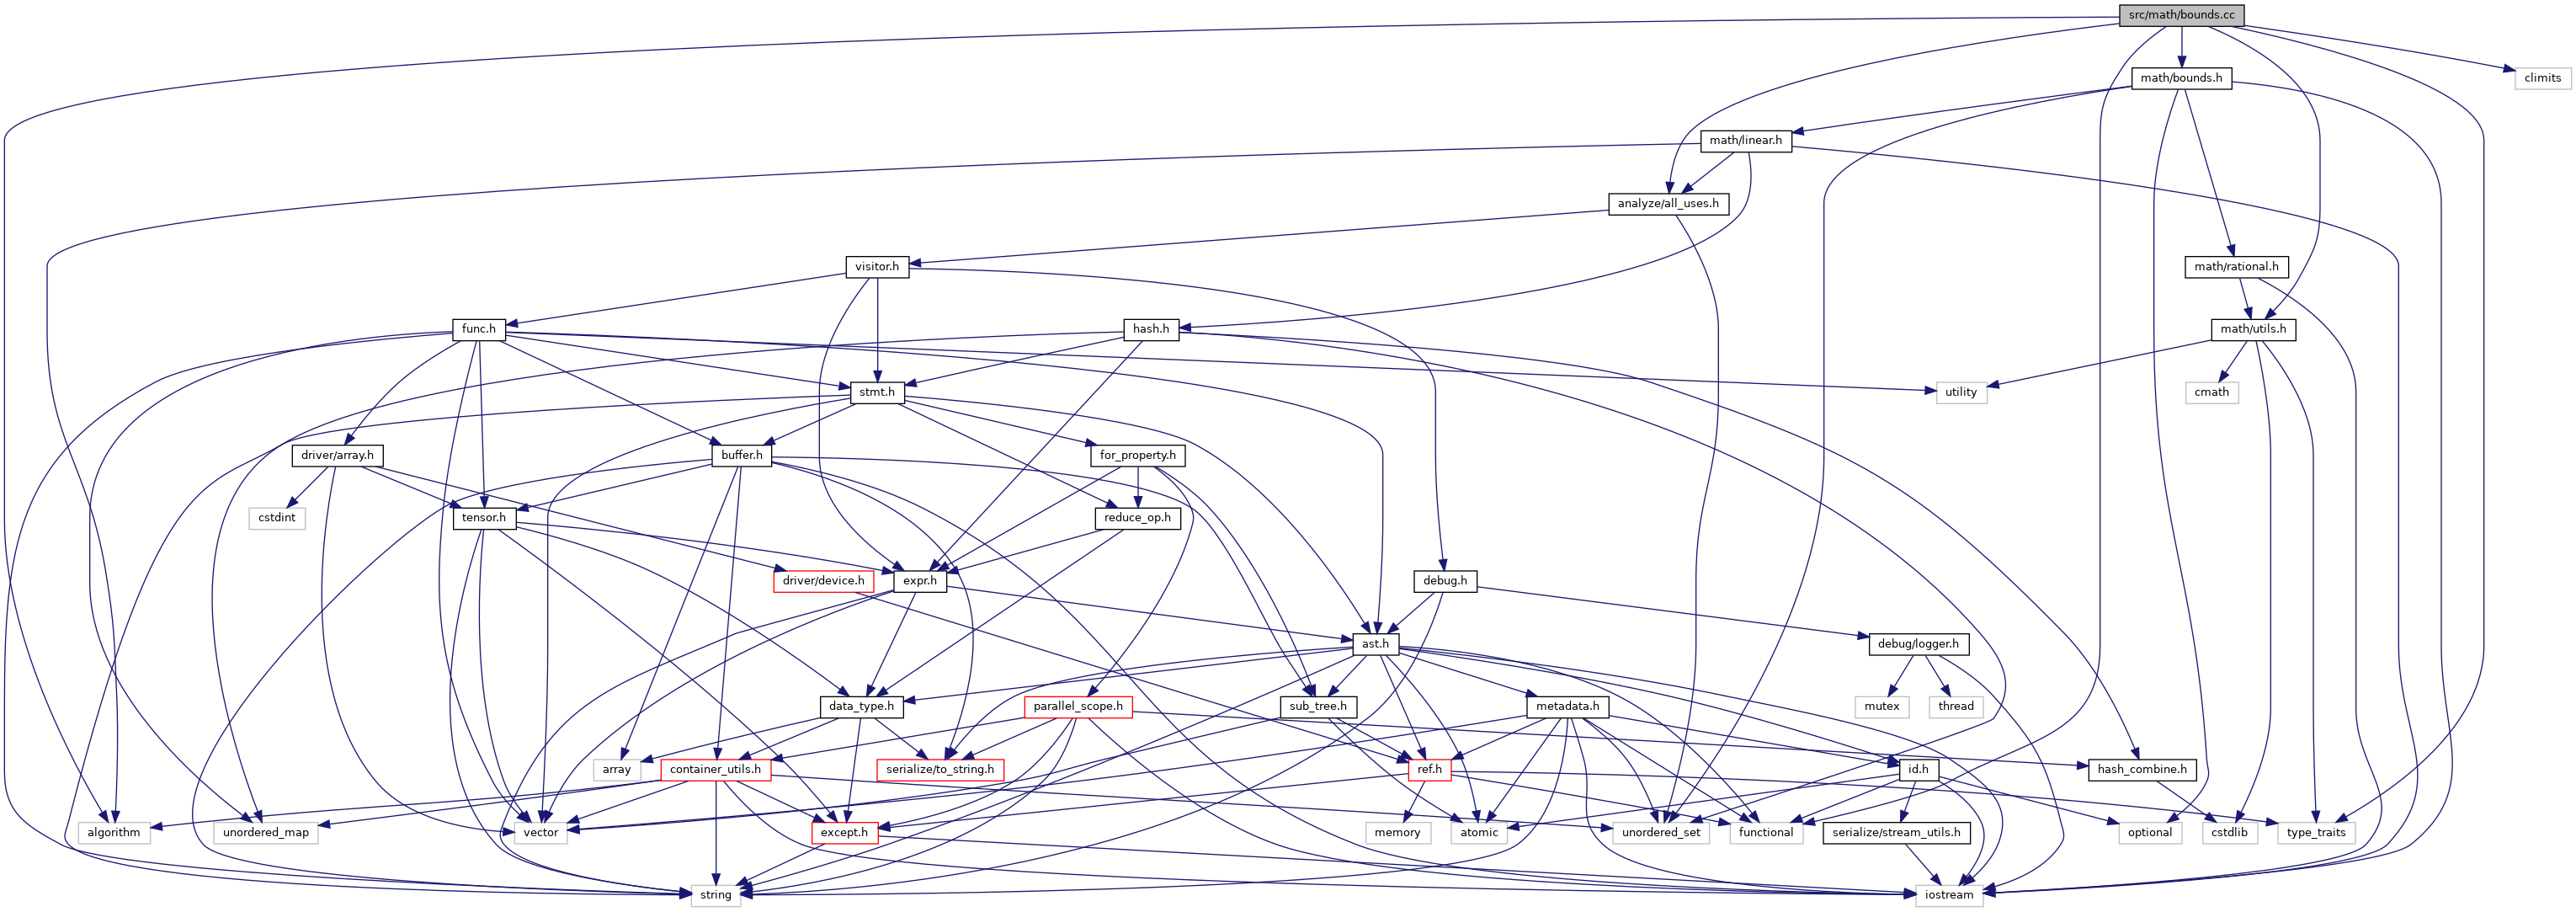 src/math/bounds.cc
math/bounds.h
climits
math/linear.h
analyze/all_uses.h
visitor.h
math/rational.h
func.h
hash.h
math/utils.h
stmt.h
utility
cmath
driver/array.h
buffer.h
for_property.h
cstdint
tensor.h
reduce_op.h
driver/device.h
expr.h
debug.h
ast.h
debug/logger.h
data_type.h
parallel_scope.h
sub_tree.h
metadata.h
mutex
thread
array
container_utils.h
serialize/to_string.h
ref.h
id.h
hash_combine.h
algorithm
unordered_map
vector
except.h
memory
atomic
unordered_set
functional
serialize/stream_utils.h
optional
cstdlib
type_traits
string
iostream